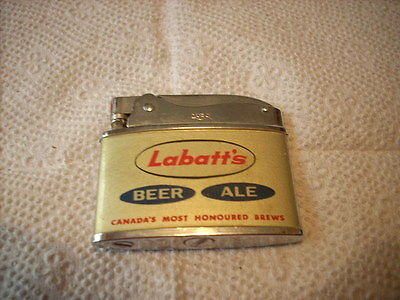 Labatt's
BEER ALE
CANADA'S MOST HONOURED BREWS